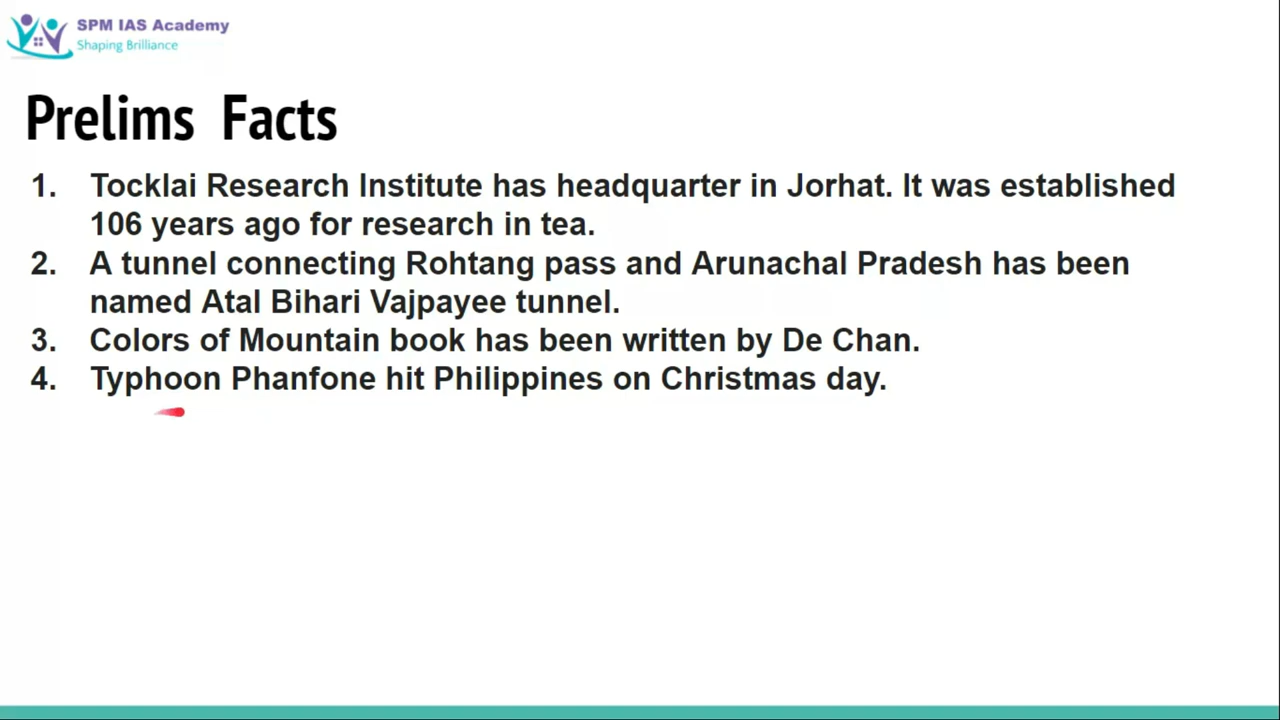 SPM IAS Academy
Shaping Brilliance
Prelims Facts
1. Tocklai Research Institute has headquarter in Jorhat. It was established
106 years ago for research in tea.
2. A tunnel connecting Rohtang pass and Arunachal Pradesh has been
named Atal Bihari Vajpayee tunnel.
3. Colors of Mountain book has been written by De Chan.
4. Typhoon Phanfone hit Philippines on Christmas day.